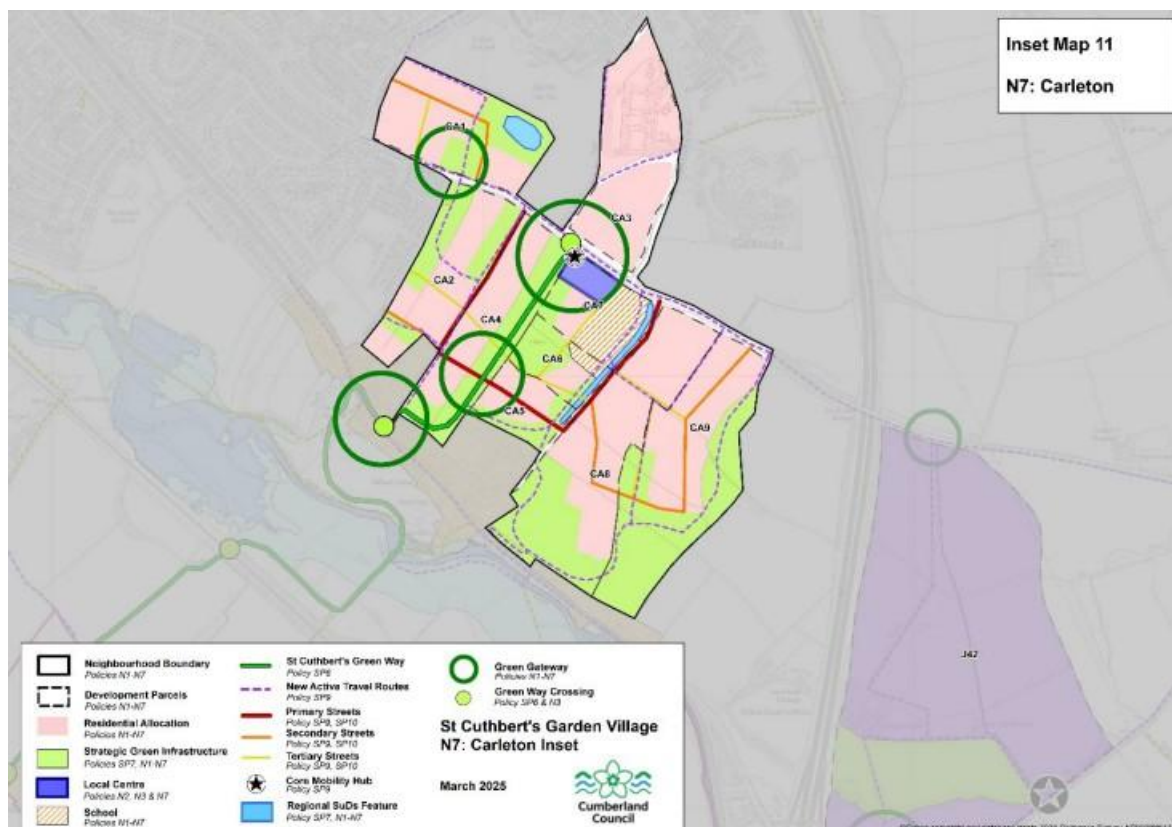 Inset Map 11
N7: Carleton
CA1
CA3
CA2
CA7
CA4
CA6
CA5
CA9
CA8
J42
Neighbourhood Boundary
Policies N1-N7
Development Parcels
Policies N1-N7
Residential Allocation
Policies N1-N7
Strategic Green Infrastructure
Policies SP7, N1-N7
Local Centre
Policies N2, N3 & N7
School
Policies N1-N7
St Cuthbert's Green Way
Policy SP6
New Active Travel Routes
Policy SP9
Primary Streets
Policy SP9, SP10
Secondary Streets
Policy SP9, SP10
Tertiary Streets
Policy SP9, SP10
Core Mobility Hub
Policy SP9
Regional SuDs Feature
Policy SP7, N1-N7
Green Gateway
Policies N1-N7
Green Way Crossing
Policy SP6 & N3
St Cuthbert's Garden Village
N7: Carleton Inset
March 2025
Cumberland
Council